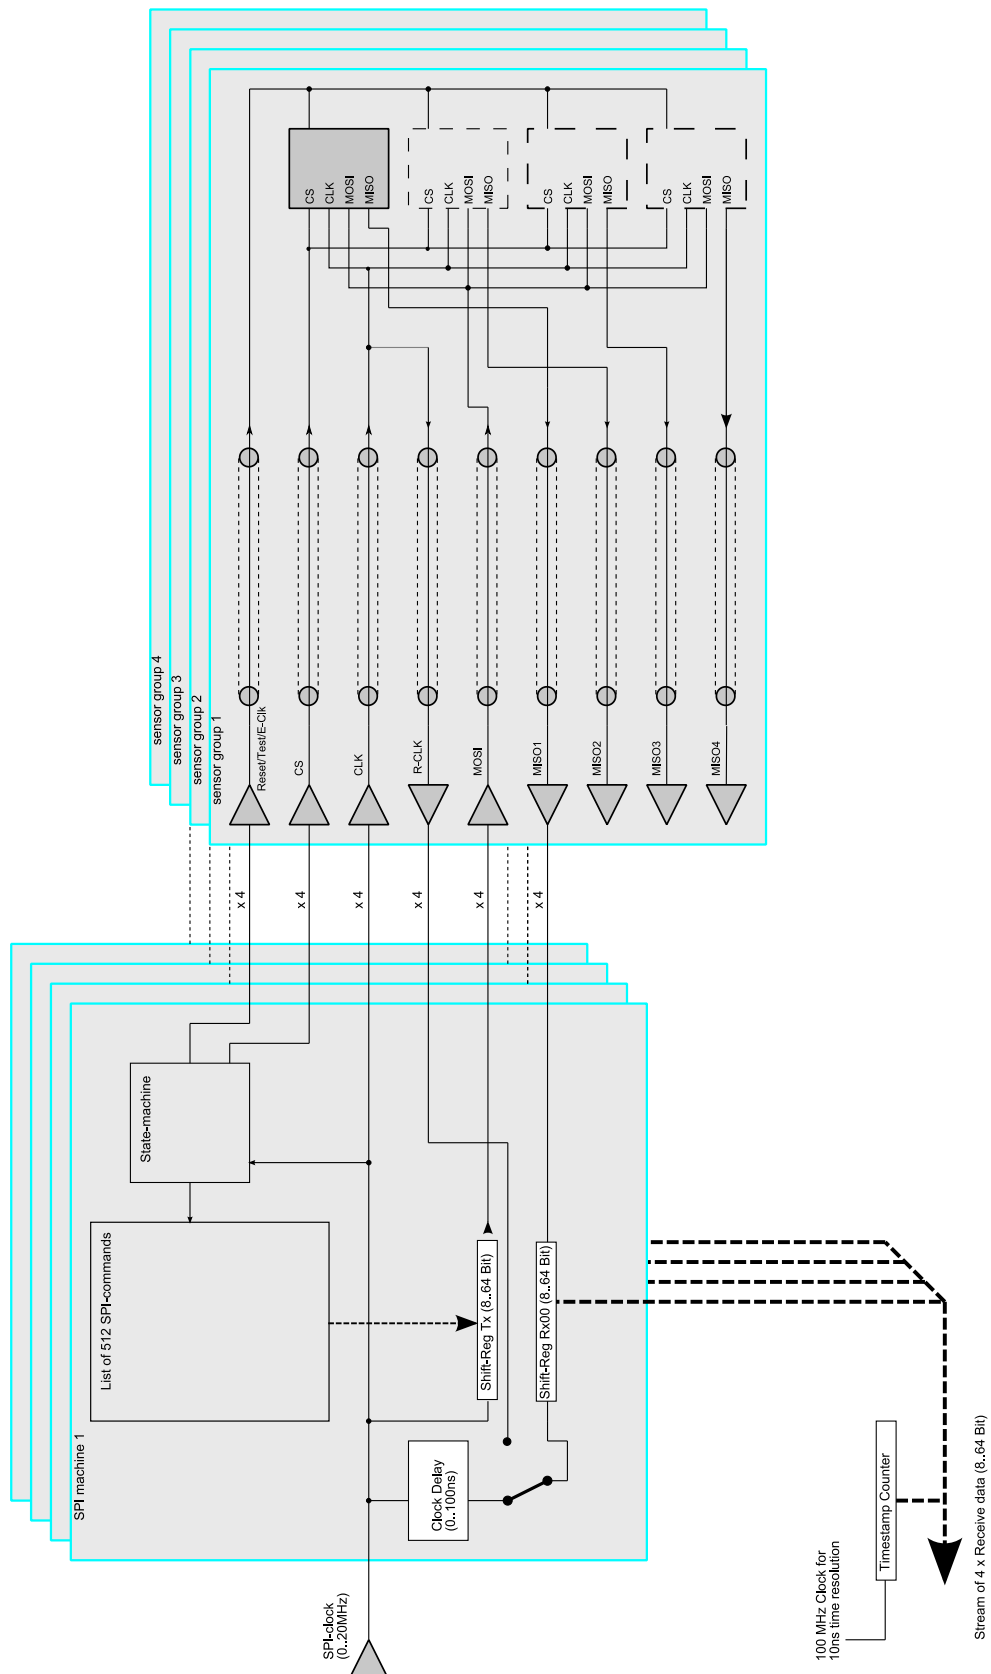 sensor group 4
sensor group 3
sensor group 2
sensor group 1
CS
CLK
MOSI
MISO
CS
CLK
MOSI
MISO
CS
CLK
MOSI
MISO
CS
CLK
MOSI
MISO
Reset/Test/E-Clk
CS
CLK
R-CLK
MOSI
MISO1
MISO2
MISO3
MISO4
x 4
x 4
x 4
x 4
x 4
x 4
SPI machine 1
State-machine
List of 512 SPI-commands
Shift-Reg Tx (8..64 Bit)
Shift-Reg Rx00 (8..64 Bit)
Clock Delay
(0..100ns)
SPI-clock
(0..20MHz)
100 MHz Clock for
10ns time resolution
Timestamp Counter
Stream of 4 x Receive data (8..64 Bit)